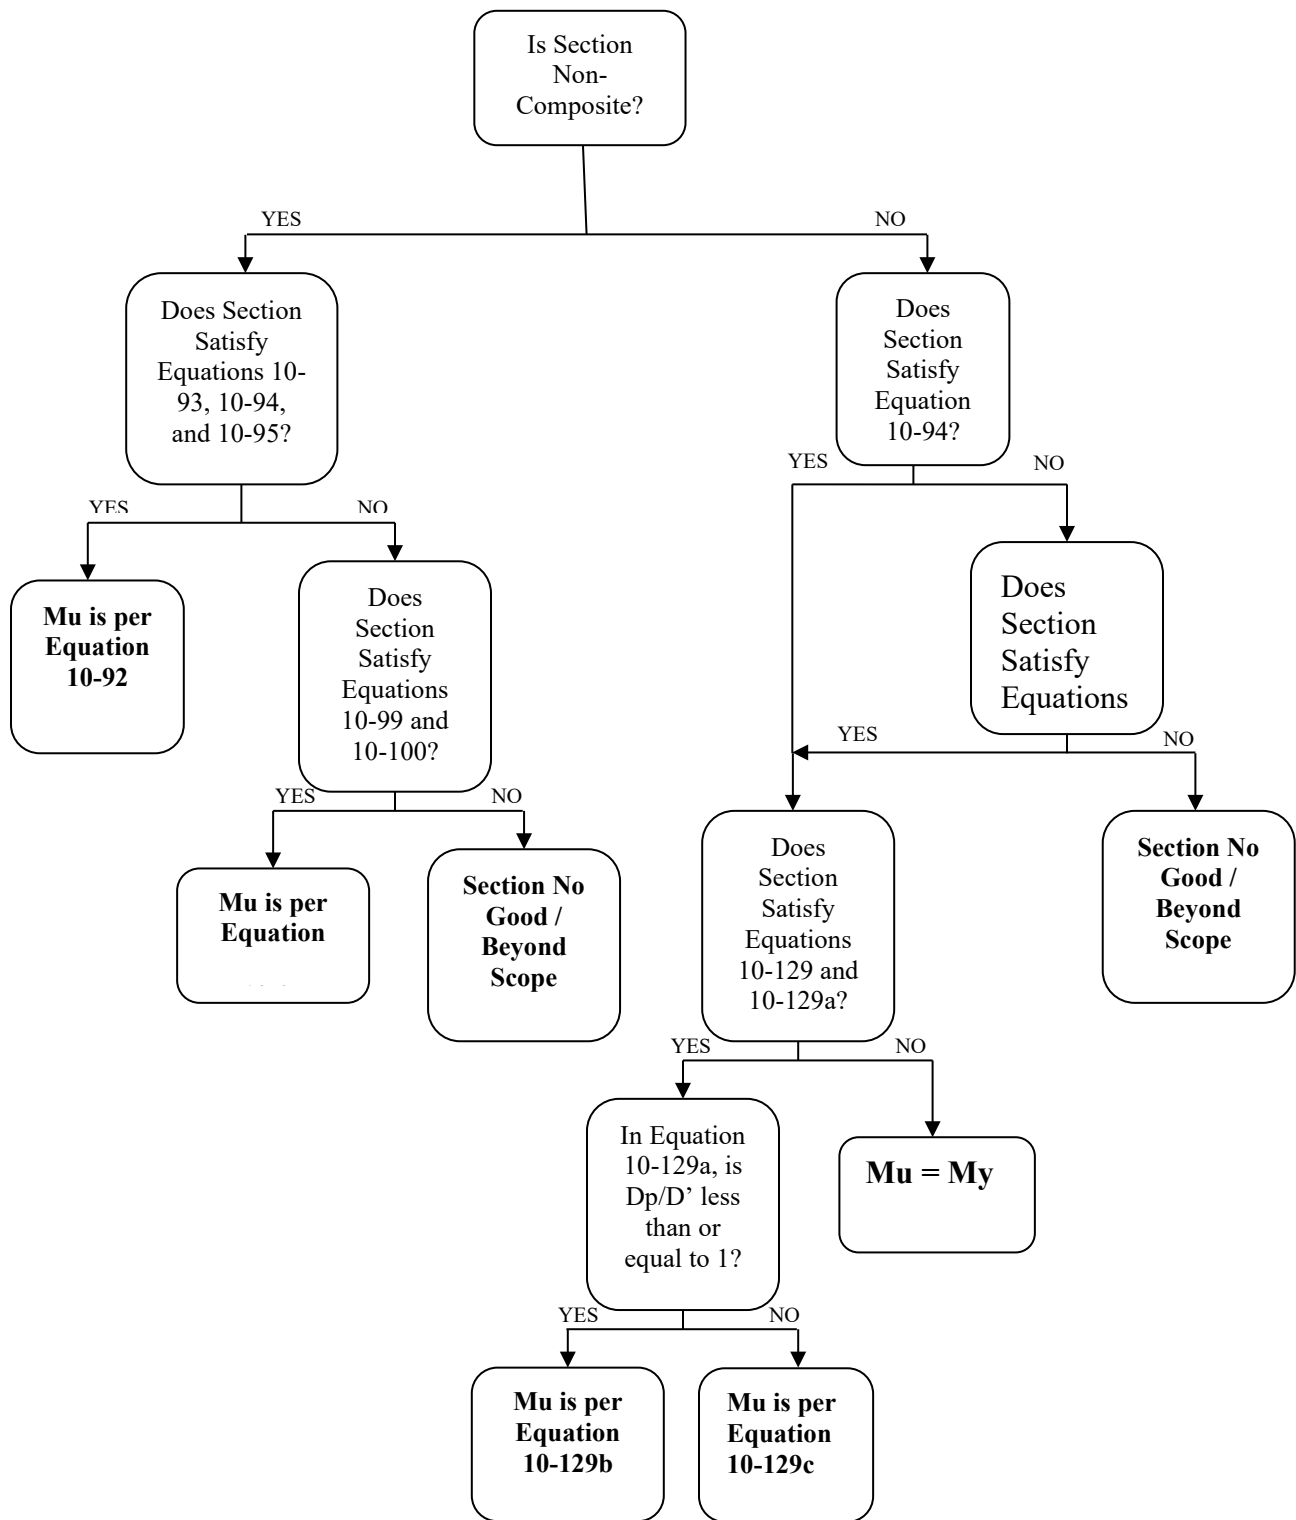 Is Section
Non-
Composite?
YES
NO
Does Section
Satisfy
Equations 10-
93, 10-94,
and 10-95?
Does
Section
Satisfy
Equation
10-94?
YES
NO
YES
NO
Mu is per
Equation
10-92
Does
Section
Satisfy
Equations
10-99 and
10-100?
Does
Section
Satisfy
Equations
YES
NO
YES
NO
Mu is per
Equation
Section No
Good /
Beyond
Scope
Does
Section
Satisfy
Equations
10-129 and
10-129a?
Section No
Good /
Beyond
Scope
YES
NO
In Equation
10-129a, is
Dp/D’ less
than or
equal to 1?
Mu = My
YES
NO
Mu is per
Equation
10-129b
Mu is per
Equation
10-129c